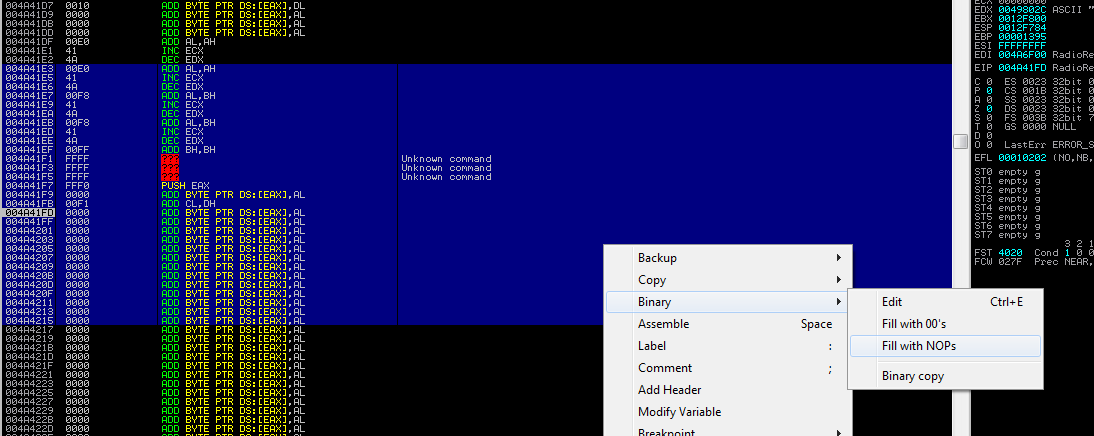 004A41D7 0010 ADD BYTE PTR DS:[EAX],DL
004A41D9 0000 ADD BYTE PTR DS:[EAX],AL
004A41DB 0000 ADD BYTE PTR DS:[EAX],AL
004A41DD 0000 ADD BYTE PTR DS:[EAX],AL
004A41DF 00E0 ADD AL,AH
004A41E1 41 INC ECX
004A41E2 4A DEC EDX
004A41E3 00E0 ADD AL,AH
004A41E5 41 INC ECX
004A41E6 4A DEC EDX
004A41E7 00F8 ADD AL,BH
004A41E9 41 INC ECX
004A41EA 4A DEC EDX
004A41EB 00F8 ADD AL,BH
004A41ED 41 INC ECX
004A41EE 4A DEC EDX
004A41EF 00FF ADD BH,BH
004A41F1 FFFF ??? Unknown command
004A41F3 FFFF ??? Unknown command
004A41F5 FFFF ??? Unknown command
004A41F7 FFF0 PUSH EAX
004A41F9 0000 ADD BYTE PTR DS:[EAX],AL
004A41FB 00F1 ADD CL,DH
004A41FD 0000 ADD BYTE PTR DS:[EAX],AL
004A41FF 0000 ADD BYTE PTR DS:[EAX],AL
004A4201 0000 ADD BYTE PTR DS:[EAX],AL
004A4203 0000 ADD BYTE PTR DS:[EAX],AL
004A4205 0000 ADD BYTE PTR DS:[EAX],AL
004A4207 0000 ADD BYTE PTR DS:[EAX],AL
004A4209 0000 ADD BYTE PTR DS:[EAX],AL
004A420B 0000 ADD BYTE PTR DS:[EAX],AL
004A420D 0000 ADD BYTE PTR DS:[EAX],AL
004A420F 0000 ADD BYTE PTR DS:[EAX],AL
004A4211 0000 ADD BYTE PTR DS:[EAX],AL
004A4213 0000 ADD BYTE PTR DS:[EAX],AL
004A4215 0000 ADD BYTE PTR DS:[EAX],AL
004A4217 0000 ADD BYTE PTR DS:[EAX],AL
004A4219 0000 ADD BYTE PTR DS:[EAX],AL
004A421B 0000 ADD BYTE PTR DS:[EAX],AL
004A421D 0000 ADD BYTE PTR DS:[EAX],AL
004A421F 0000 ADD BYTE PTR DS:[EAX],AL
004A4221 0000 ADD BYTE PTR DS:[EAX],AL
004A4223 0000 ADD BYTE PTR DS:[EAX],AL
004A4225 0000 ADD BYTE PTR DS:[EAX],AL
004A4227 0000 ADD BYTE PTR DS:[EAX],AL
004A4229 0000 ADD BYTE PTR DS:[EAX],AL
004A422B 0000 ADD BYTE PTR DS:[EAX],AL
004A422D 0000 ADD BYTE PTR DS:[EAX],AL
EDX 0049802C ASCII "
EBX 0012F800
ESP 0012F784
EBP 00001395
ESI FFFFFFFF
EDI 004A6F00 RadioRe
EIP 004A41FD RadioRe
C 0 ES 0023 32bit 0
P 0 CS 001B 32bit 0
A 0 SS 0023 32bit 0
Z 0 DS 0023 32bit 0
S 0 FS 003B 32bit 7
T 0 GS 0000 NULL
D 0
O 0 LastErr ERROR_S
EFL 00010202 (NO,NB,
ST0 empty g
ST1 empty g
ST2 empty g
ST3 empty g
ST4 empty g
ST5 empty g
ST6 empty g
ST7 empty g
3 2 1
FST 4020 Cond 1 0 0
FCW 027F Prec NEAR,
Backup
Copy
Binary
Assemble Space
Label :
Comment ;
Add Header
Modify Variable
Breakpoint
Edit Ctrl+E
Fill with 00's
Fill with NOPs
Binary copy